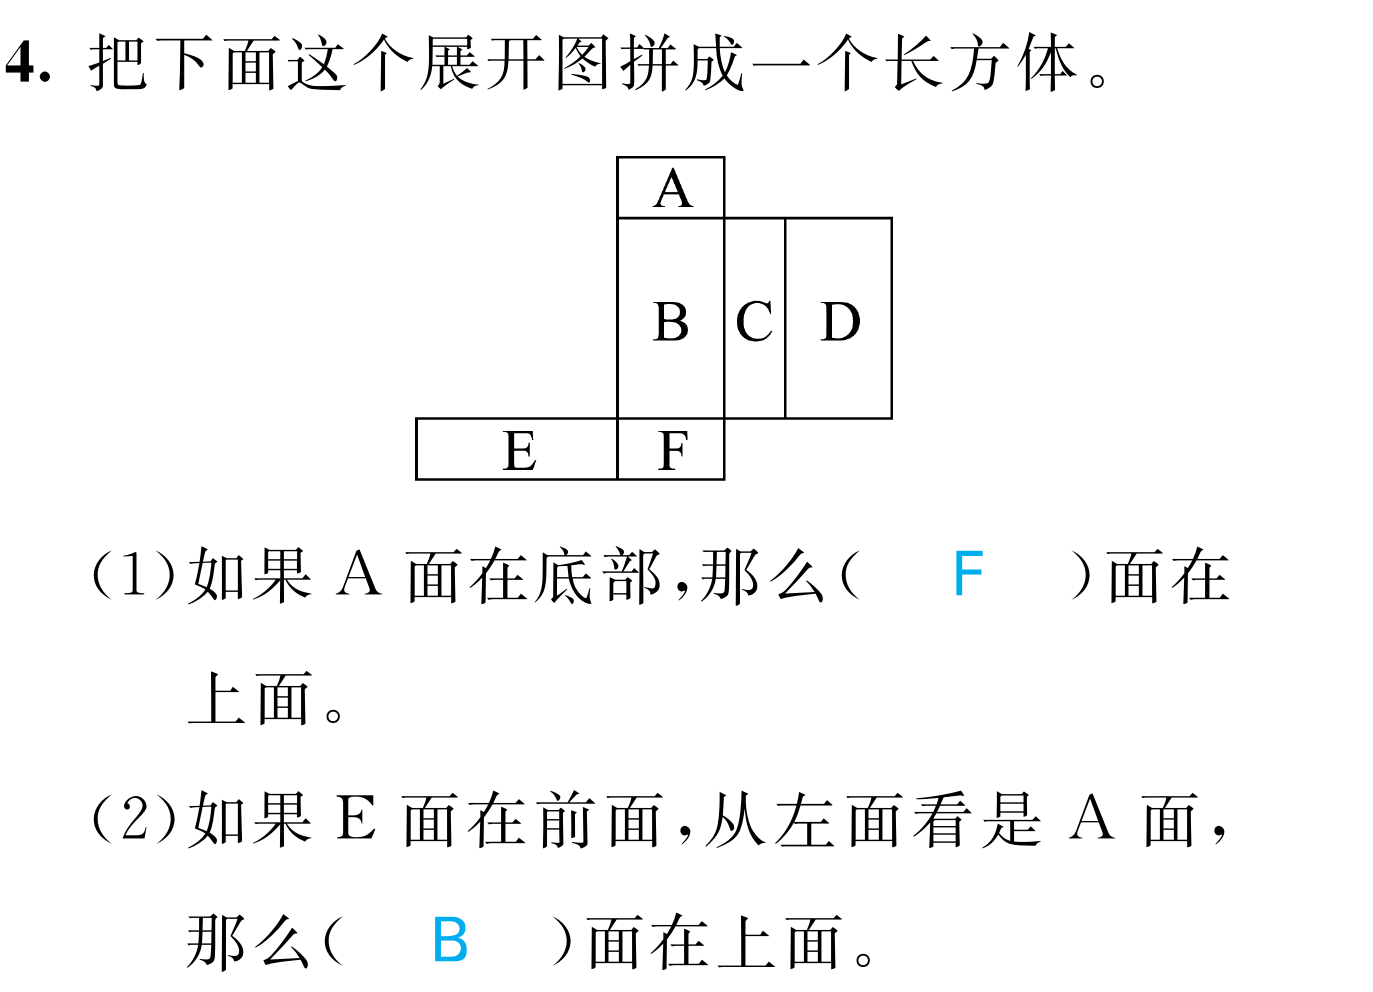 4. 把下面这个展开图拼成一个长方体。
A
B C D
E F
(1)如果 A 面在底部,那么( F )面在
上面。
(2)如果 E 面在前面,从左面看是 A 面,
那么( B )面在上面。